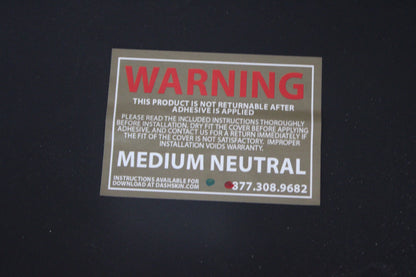 WARNING
THIS PRODUCT IS NOT RETURNABLE AFTER
ADHESIVE IS APPLIED
PLEASE READ THE INCLUDED INSTRUCTIONS THOROUGHLY
BEFORE INSTALLATION. DRY FIT THE COVER BEFORE APPLYING
ADHESIVE, AND CONTACT US FOR A RETURN IMMEDIATELY IF
THE FIT OF THE COVER IS NOT SATISFACTORY. IMPROPER
INSTALLATION VOIDS WARRANTY.
MEDIUM NEUTRAL
INSTRUCTIONS AVAILABLE FOR
DOWNLOAD AT DASHSKIN.COM
877.308.9682